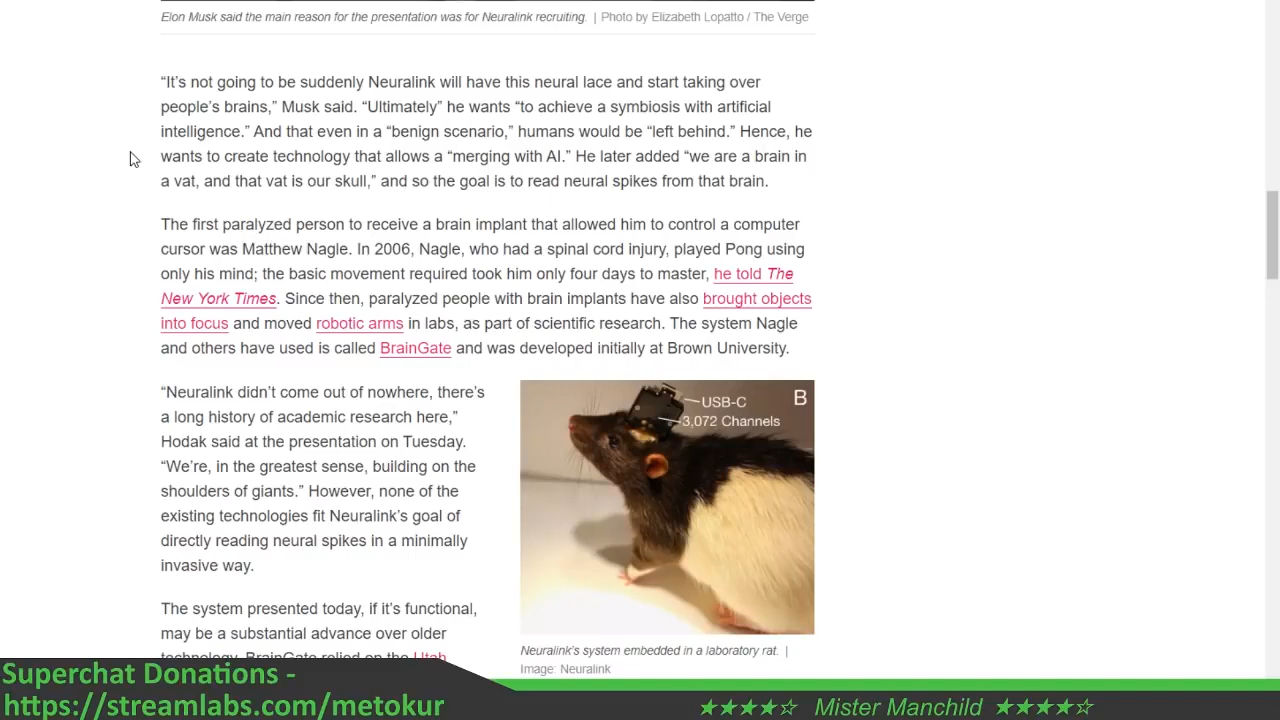 Elon Musk said the main reason for the presentation was for Neuralink recruiting. | Photo by Elizabeth Lopatto / The Verge
“It’s not going to be suddenly Neuralink will have this neural lace and start taking over
people’s brains,” Musk said. “Ultimately” he wants “to achieve a symbiosis with artificial
intelligence.” And that even in a “benign scenario,” humans would be “left behind.” Hence, he
wants to create technology that allows a “merging with AI.” He later added “we are a brain in
a vat, and that vat is our skull,” and so the goal is to read neural spikes from that brain.
The first paralyzed person to receive a brain implant that allowed him to control a computer
cursor was Matthew Nagle. In 2006, Nagle, who had a spinal cord injury, played Pong using
only his mind; the basic movement required took him only four days to master, he told The
New York Times. Since then, paralyzed people with brain implants have also brought objects
into focus and moved robotic arms in labs, as part of scientific research. The system Nagle
and others have used is called BrainGate and was developed initially at Brown University.
“Neuralink didn’t come out of nowhere, there’s
a long history of academic research here,”
Hodak said at the presentation on Tuesday.
“We’re, in the greatest sense, building on the
shoulders of giants.” However, none of the
existing technologies fit Neuralink’s goal of
directly reading neural spikes in a minimally
invasive way.
The system presented today, if it’s functional,
may be a substantial advance over older
technology. BrainGate relied on the Utah
USB-C
B
3,072 Channels
Neuralink’s system embedded in a laboratory rat. |
Image: Neuralink
Superchat Donations -
https://streamlabs.com/metokur
★★★★☆ Mister Manchild ★★★★☆